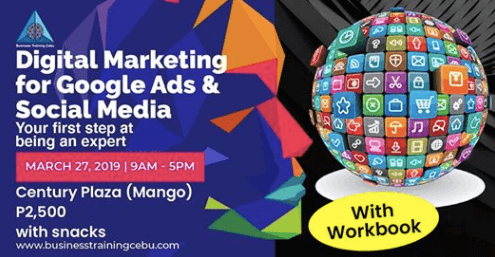 Business Training Cebu
Digital Marketing
for Google Ads &
Social Media
Your first step at
being an expert
MARCH 27, 2019 | 9AM - 5PM
Century Plaza (Mango)
P2,500
with snacks
www.businesstrainingcebu.com
With
Workbook